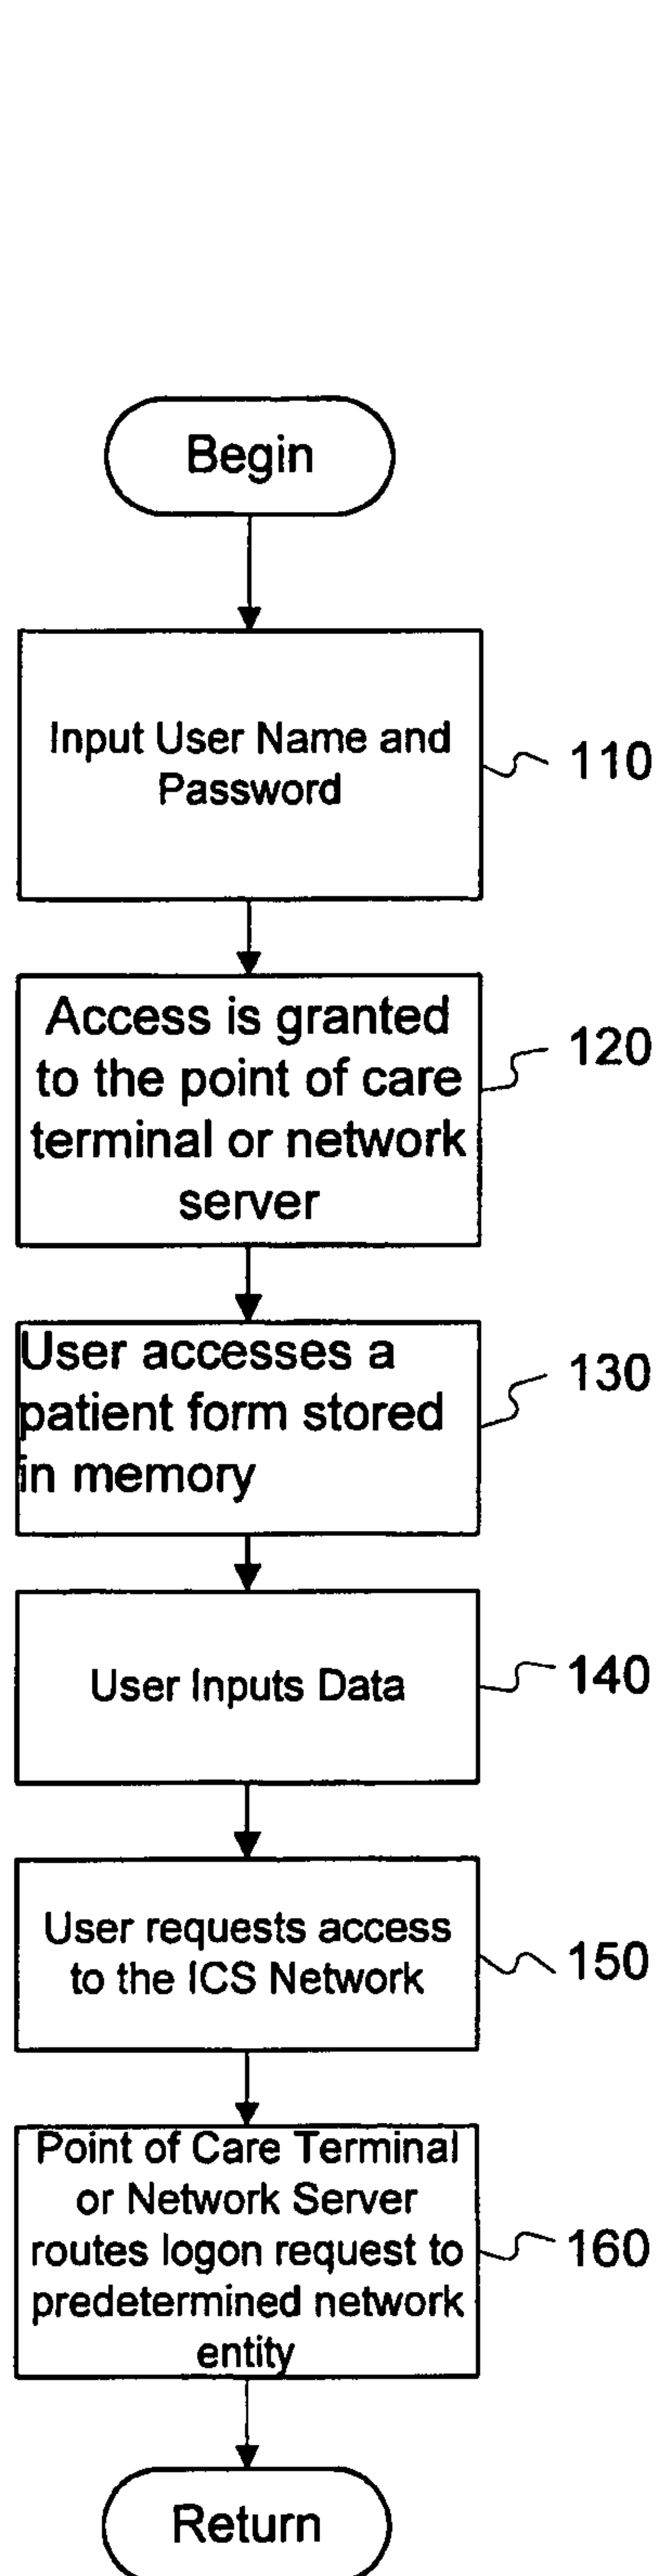 Begin
Input User Name and
Password
110
Access is granted
to the point of care
terminal or network
server
120
User accesses a
patient form stored
in memory
130
User Inputs Data
140
User requests access
to the ICS Network
150
Point of Care Terminal
or Network Server
routes logon request to
predetermined network
entity
160
Return